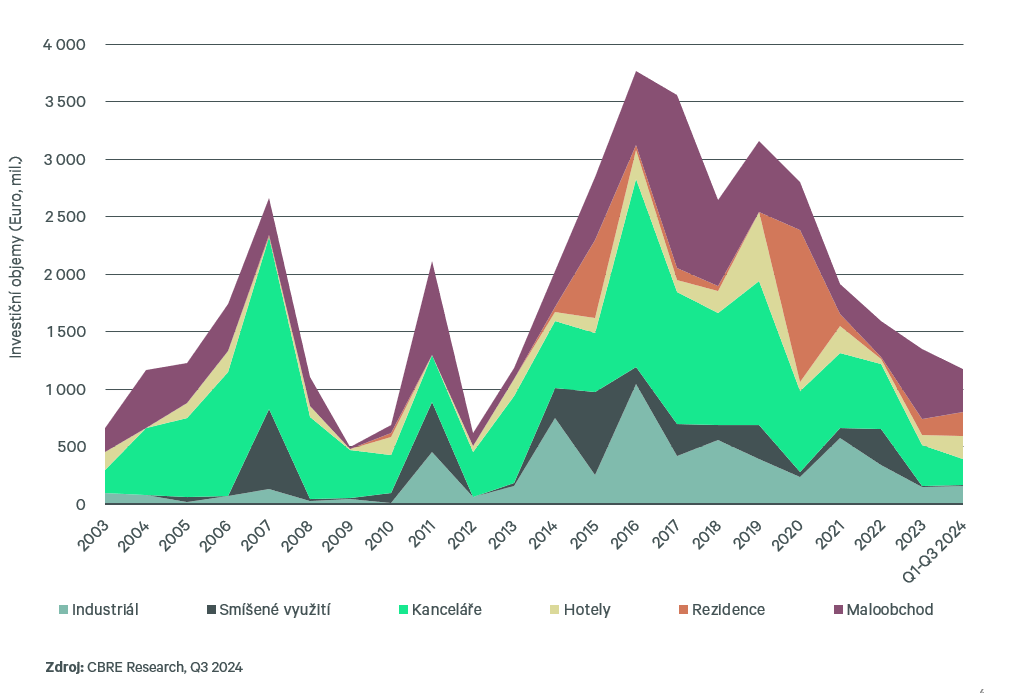 4 000
3 500
3 000
2 500
2 000
1 500
1 000
500
0
Investiční objemy (Euro, mil.)
2003 2004 2005 2006 2007 2008 2009 2010 2011 2012 2013 2014 2015 2016 2017 2018 2019 2020 2021 2022 2023 Q1-Q3 2024
Industriál Smíšené využití Kanceláře Hotely Rezidence Maloobchod
Zdroj: CBRE Research, Q3 2024